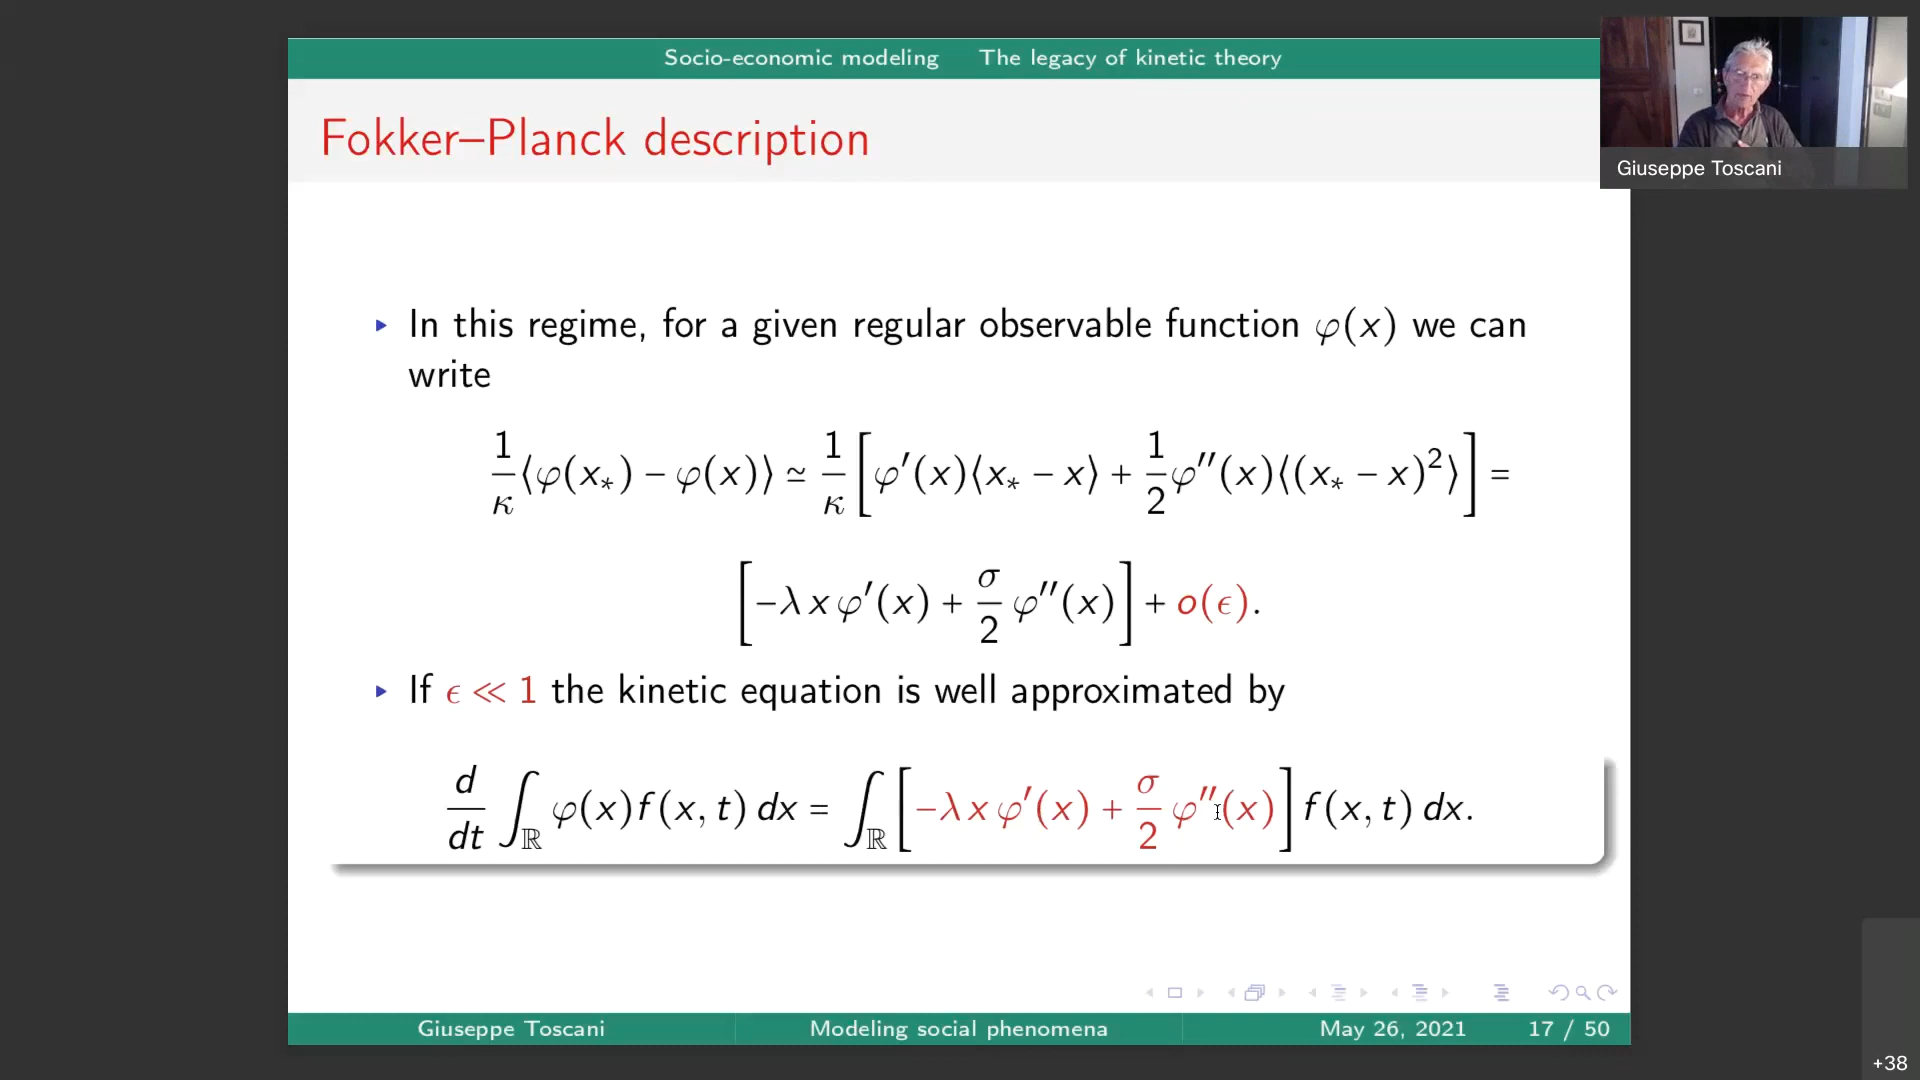 Socio-economic modeling The legacy of kinetic theory
Fokker–Planck description
Giuseppe Toscani
▸ In this regime, for a given regular observable function φ(x) we can
write
1/κ ⟨φ(x∗) − φ(x)⟩ ≃ 1/κ [φ′(x)⟨x∗ − x⟩ + 1/2 φ″(x)⟨(x∗ − x)²⟩] =
[−λ x φ′(x) + σ/2 φ″(x)] + o(ϵ).
▸ If ϵ ≪ 1 the kinetic equation is well approximated by
d/dt ∫_ℝ φ(x)f(x, t) dx = ∫_ℝ [−λ x φ′(x) + σ/2 φ″(x)] f(x, t) dx.
Giuseppe Toscani Modeling social phenomena May 26, 2021 17 / 50
+38